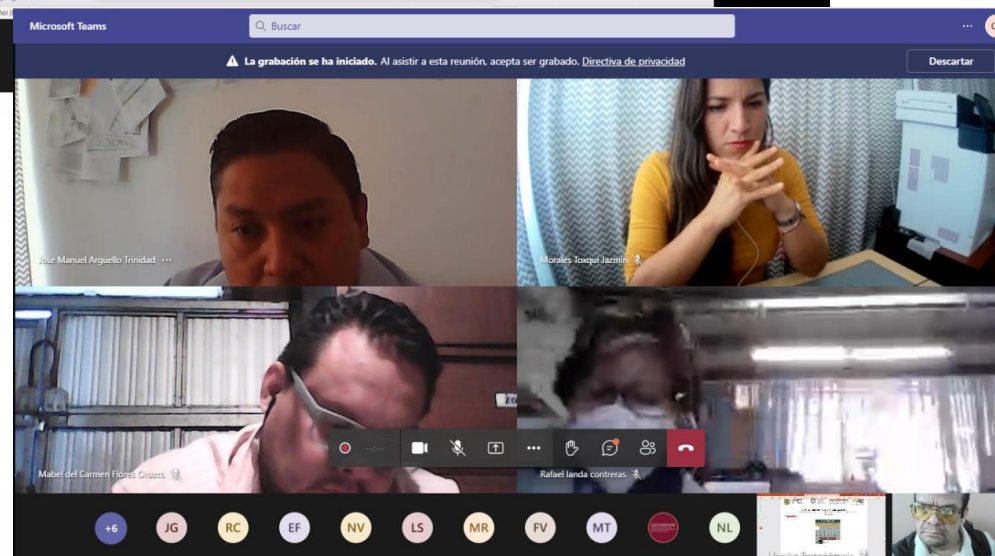 Microsoft Teams
Buscar
La grabación se ha iniciado. Al asistir a esta reunión, acepta ser grabado. Directiva de privacidad
Descartar
Jose Manuel Arguello Trinidad
Morales Toxqui Jazmin
Mabel del Carmen Flores Orozco
Rafael landa contreras
+6
JG
RC
EF
NV
LS
MR
FV
MT
NL